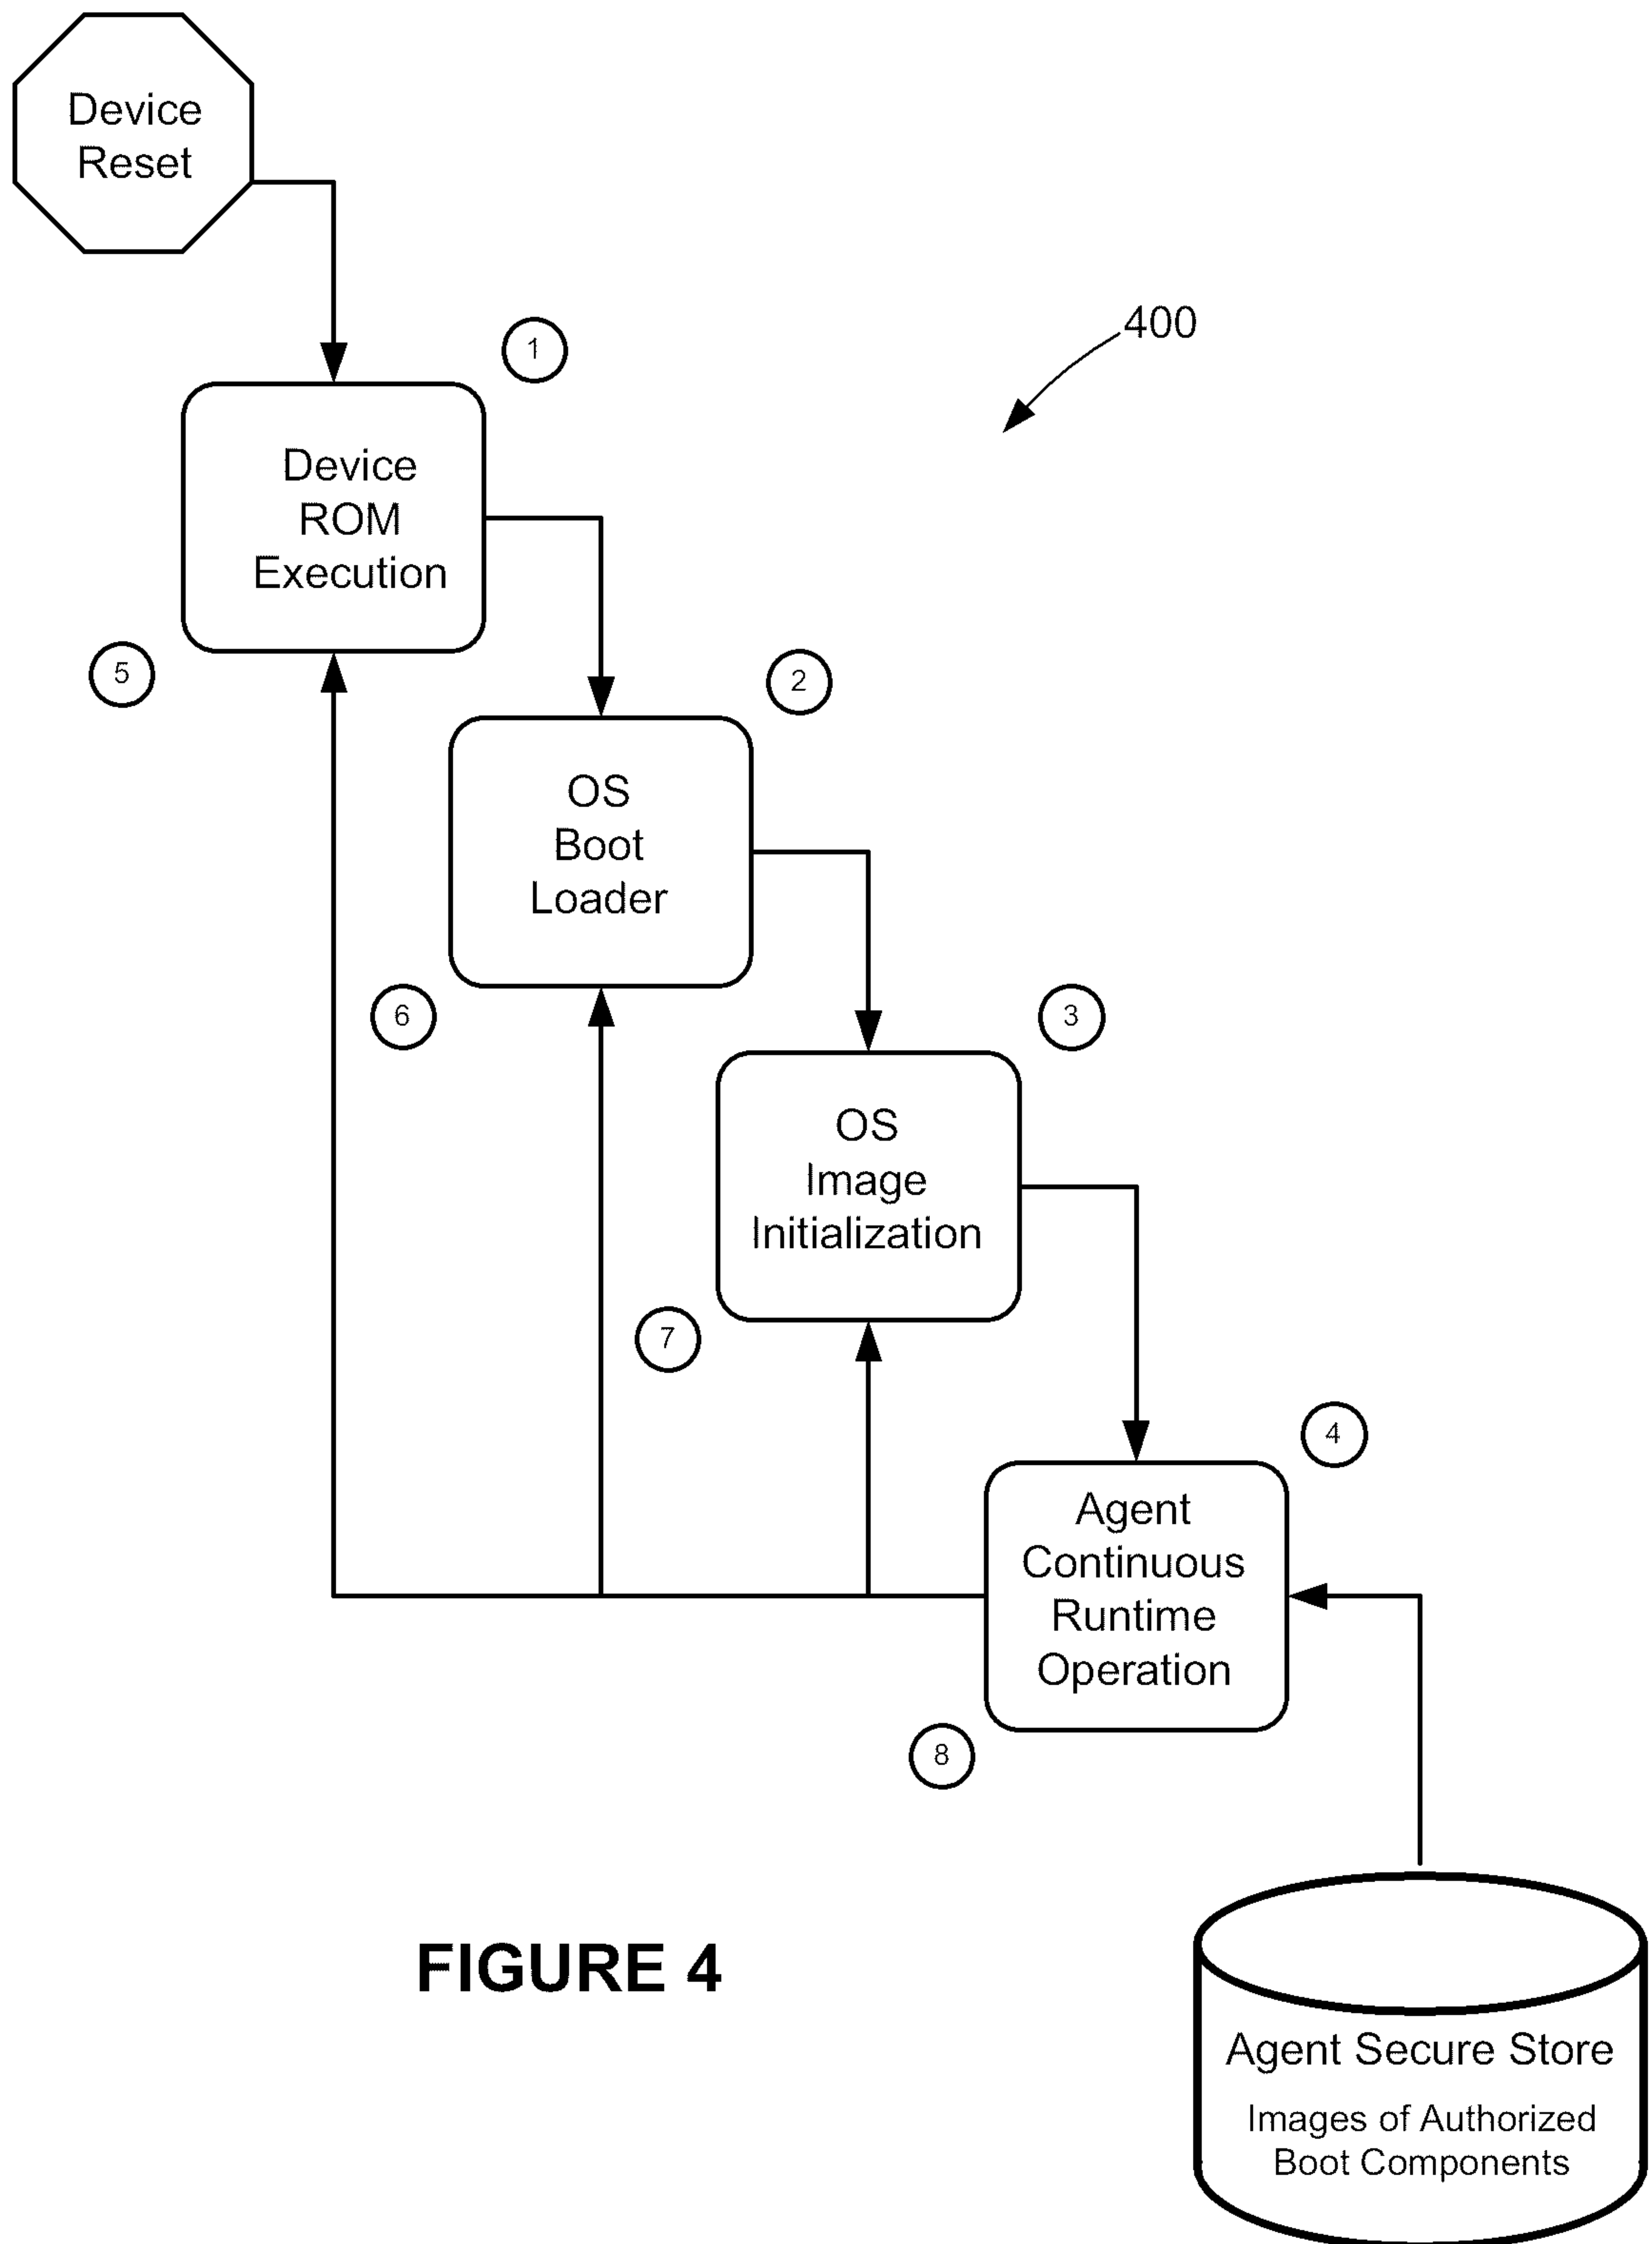 Device
Reset
400
1
Device
ROM
Execution
5
2
OS
Boot
Loader
6
3
OS
Image
Initialization
7
4
Agent
Continuous
Runtime
Operation
8
FIGURE 4
Agent Secure Store
Images of Authorized
Boot Components